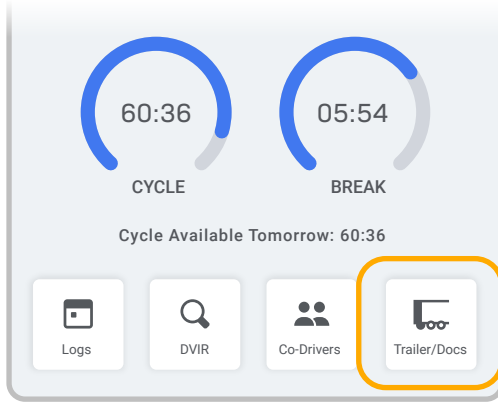 60:36
05:54
CYCLE
BREAK
Cycle Available Tomorrow: 60:36
Logs
DVIR
Co-Drivers
Trailer/Docs